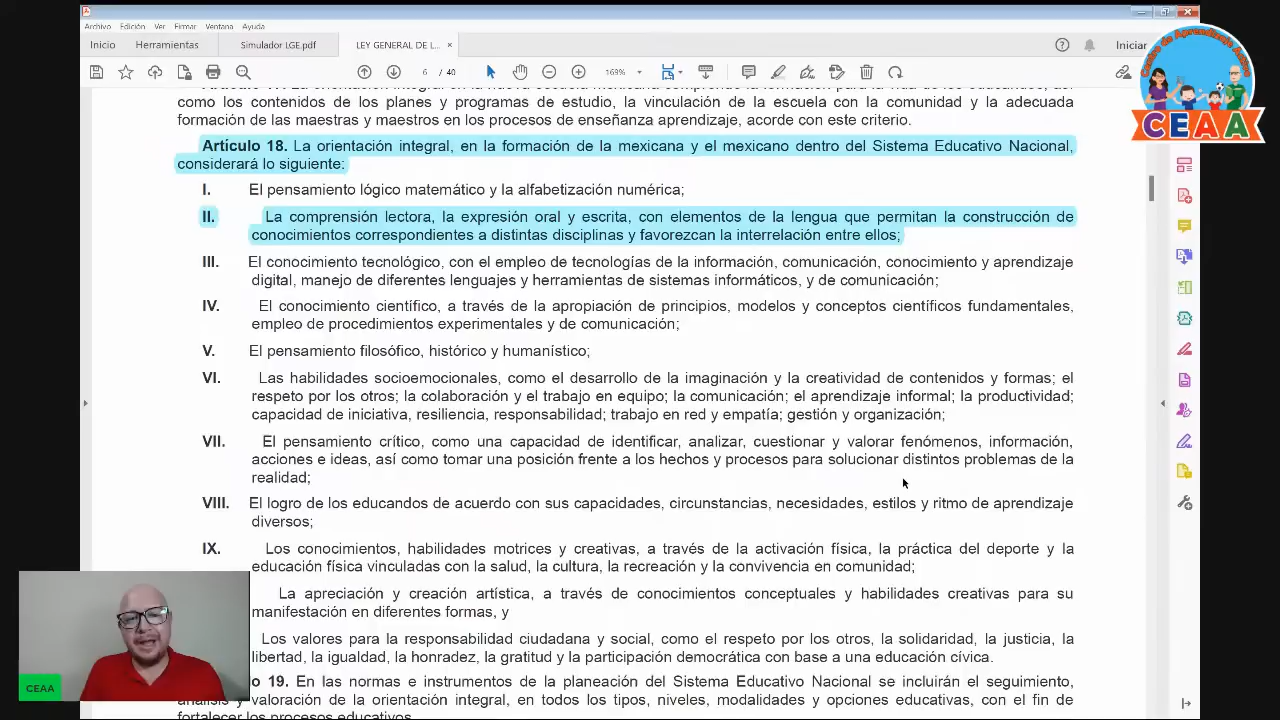 Archivo Edición Ver Firmar Ventana Ayuda
Inicio Herramientas Simulador LGE.pdf LEY GENERAL DE L... × Iniciar
6 / 40 169%
Centro de Aprendizaje Activo
CEAA
como los contenidos de los planes y programas de estudio, la vinculación de la escuela con la comunidad y la adecuada
formación de las maestras y maestros en los procesos de enseñanza aprendizaje, acorde con este criterio.
Artículo 18. La orientación integral, en la formación de la mexicana y el mexicano dentro del Sistema Educativo Nacional,
considerará lo siguiente:
I. El pensamiento lógico matemático y la alfabetización numérica;
II. La comprensión lectora, la expresión oral y escrita, con elementos de la lengua que permitan la construcción de
conocimientos correspondientes a distintas disciplinas y favorezcan la interrelación entre ellos;
III. El conocimiento tecnológico, con el empleo de tecnologías de la información, comunicación, conocimiento y aprendizaje
digital, manejo de diferentes lenguajes y herramientas de sistemas informáticos, y de comunicación;
IV. El conocimiento científico, a través de la apropiación de principios, modelos y conceptos científicos fundamentales,
empleo de procedimientos experimentales y de comunicación;
V. El pensamiento filosófico, histórico y humanístico;
VI. Las habilidades socioemocionales, como el desarrollo de la imaginación y la creatividad de contenidos y formas; el
respeto por los otros; la colaboración y el trabajo en equipo; la comunicación; el aprendizaje informal; la productividad;
capacidad de iniciativa, resiliencia, responsabilidad; trabajo en red y empatía; gestión y organización;
VII. El pensamiento crítico, como una capacidad de identificar, analizar, cuestionar y valorar fenómenos, información,
acciones e ideas, así como tomar una posición frente a los hechos y procesos para solucionar distintos problemas de la
realidad;
VIII. El logro de los educandos de acuerdo con sus capacidades, circunstancias, necesidades, estilos y ritmo de aprendizaje
diversos;
IX. Los conocimientos, habilidades motrices y creativas, a través de la activación física, la práctica del deporte y la
educación física vinculadas con la salud, la cultura, la recreación y la convivencia en comunidad;
La apreciación y creación artística, a través de conocimientos conceptuales y habilidades creativas para su
manifestación en diferentes formas, y
Los valores para la responsabilidad ciudadana y social, como el respeto por los otros, la solidaridad, la justicia, la
libertad, la igualdad, la honradez, la gratitud y la participación democrática con base a una educación cívica.
o 19. En las normas e instrumentos de la planeación del Sistema Educativo Nacional se incluirán el seguimiento,
análisis y valoración de la orientación integral, en todos los tipos, niveles, modalidades y opciones educativas, con el fin de
fortalecer los procesos educativos.
CEAA